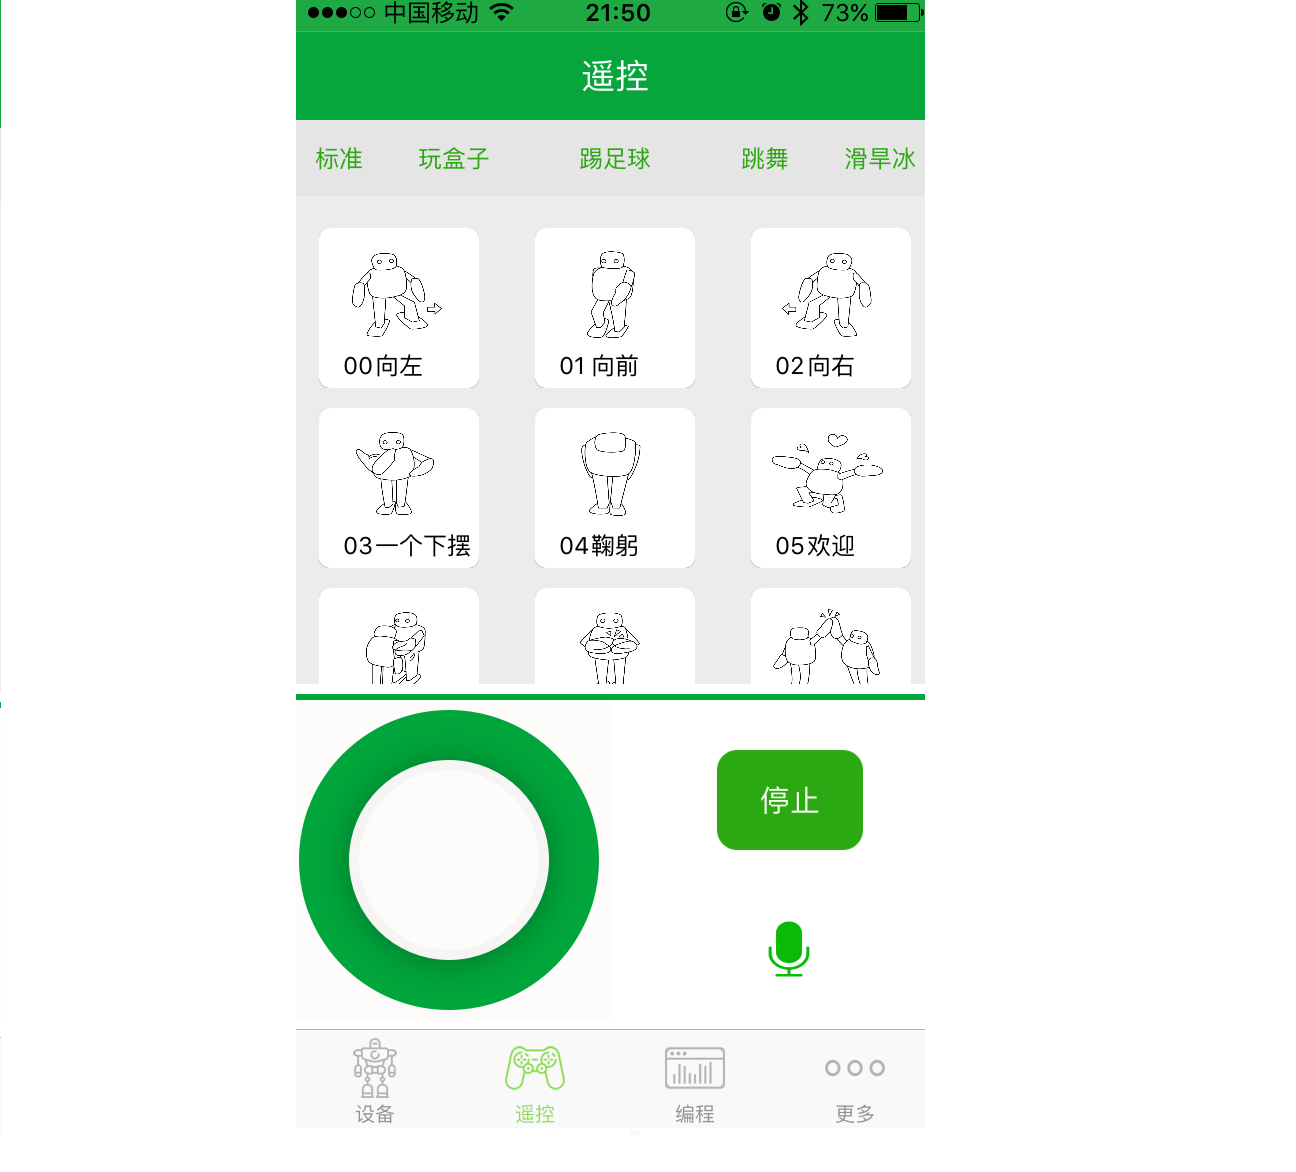 中国移动 21:50 73%
遥控
标准 玩盒子 踢足球 跳舞 滑旱冰
00向左 01 向前 02向右
03一个下摆 04鞠躬 05欢迎
停止
设备 遥控 编程 更多